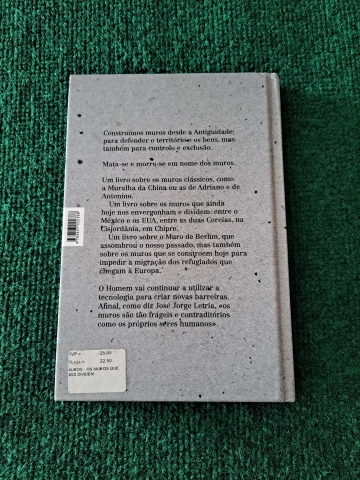 Construímos muros desde a Antiguidade:
para defender o território e os bens, mas
também para controlo e exclusão.
Mata-se e morre-se em nome dos muros.
Um livro sobre os muros clássicos, como
a Muralha da China ou as de Adriano e de
Antonino.
Um livro sobre os muros que ainda
hoje nos envergonham e dividem: entre o
México e os EUA, entre as duas Coreias, na
Cisjordânia, em Chipre.
Um livro sobre o Muro de Berlim, que
assombrou o nosso passado, mas também
sobre os muros que se constroem hoje para
impedir a migração dos refugiados que
chegam à Europa.
O Homem vai continuar a utilizar a
tecnologia para criar novas barreiras.
Afinal, como diz José Jorge Letria, «os
muros são tão frágeis e contraditórios
como os próprios seres humanos».
PVP = 25,00
22,50
MUROS - OS MUROS QUE
NOS DIVIDEM